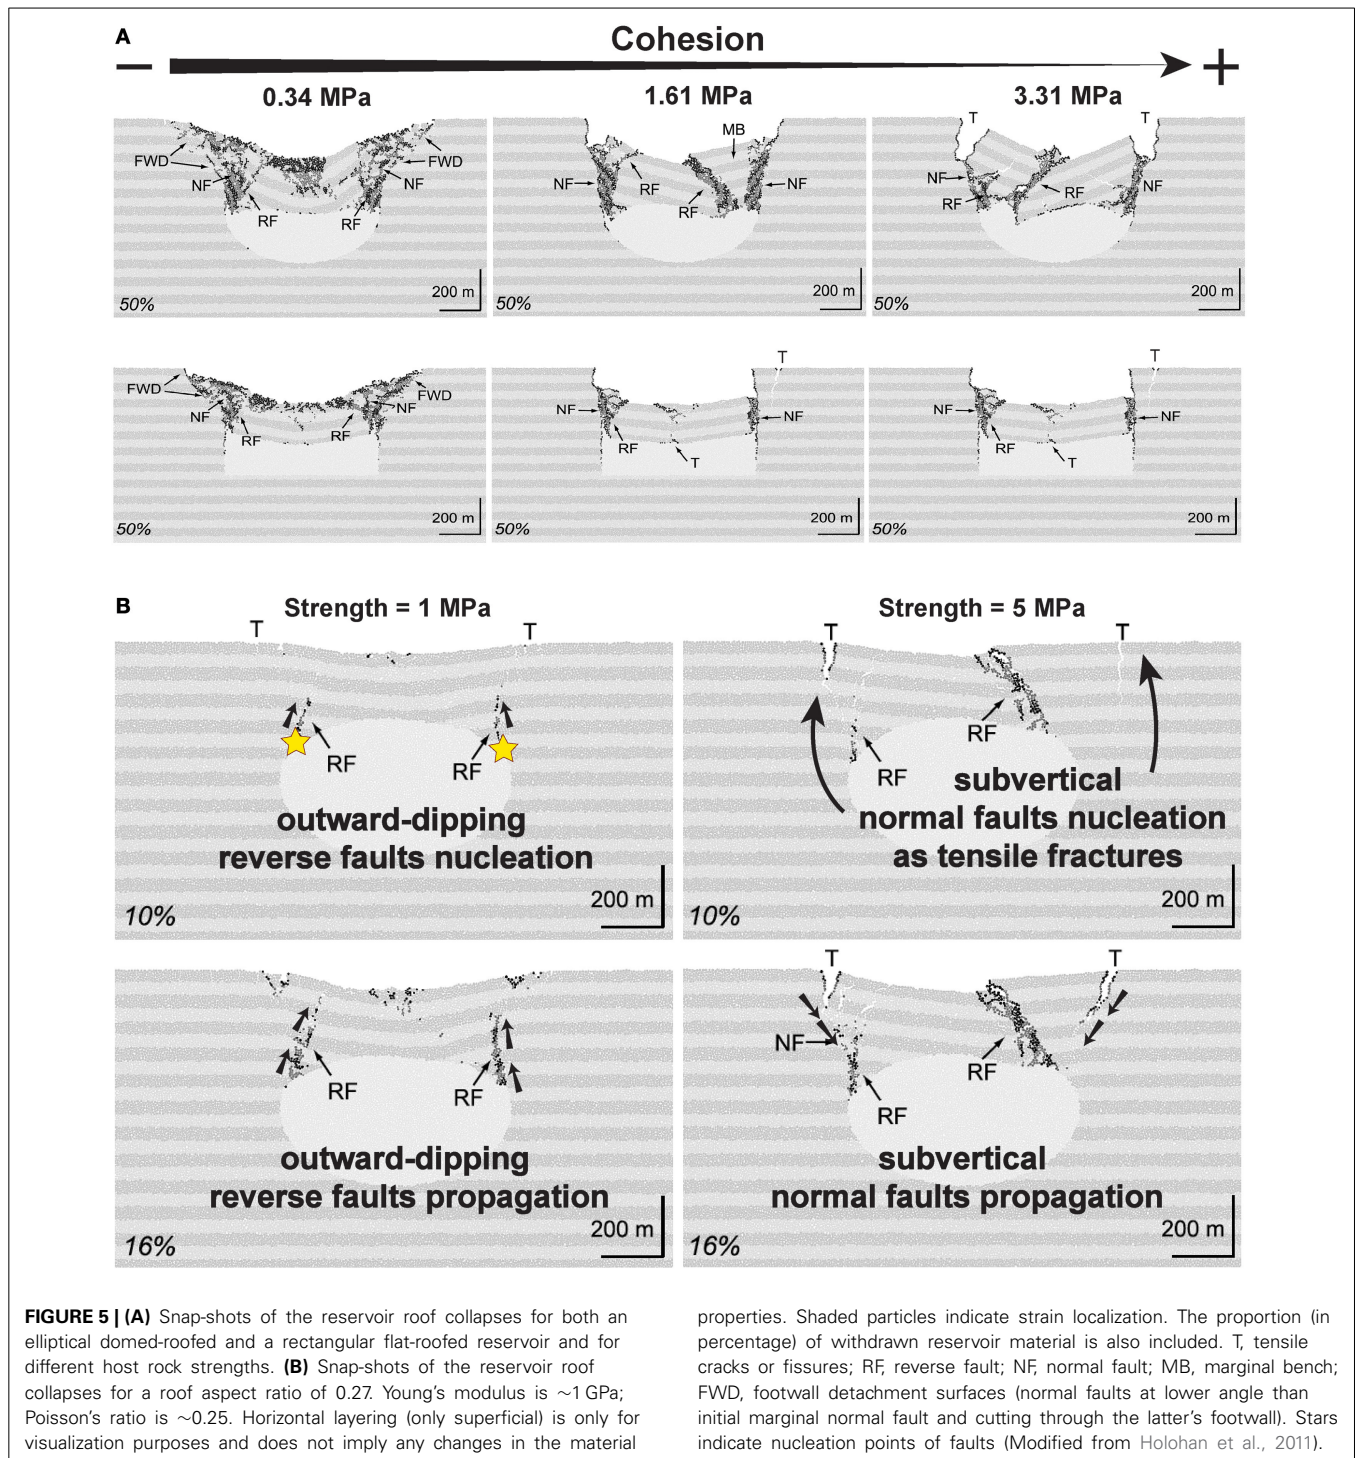 A
Cohesion
— +
0.34 MPa
1.61 MPa
3.31 MPa
FWD
FWD
NF
NF
RF
RF
200 m
50%
MB
NF
RF
RF
NF
200 m
50%
T
T
NF
RF
RF
NF
200 m
50%
FWD
FWD
NF
NF
RF
RF
200 m
50%
T
NF
NF
RF
T
200 m
50%
T
NF
NF
RF
T
200 m
50%
B
Strength = 1 MPa
T
T
RF
RF
outward-dipping
reverse faults nucleation
200 m
10%
Strength = 5 MPa
T
T
RF
RF
subvertical
normal faults nucleation
as tensile fractures
200 m
10%
RF
RF
outward-dipping
reverse faults propagation
200 m
16%
T
T
NF
RF
RF
subvertical
normal faults propagation
200 m
16%
FIGURE 5 | (A) Snap-shots of the reservoir roof collapses for both an
elliptical domed-roofed and a rectangular flat-roofed reservoir and for
different host rock strengths. (B) Snap-shots of the reservoir roof
collapses for a roof aspect ratio of 0.27. Young's modulus is ~1 GPa;
Poisson's ratio is ~0.25. Horizontal layering (only superficial) is only for
visualization purposes and does not imply any changes in the material
properties. Shaded particles indicate strain localization. The proportion (in
percentage) of withdrawn reservoir material is also included. T, tensile
cracks or fissures; RF, reverse fault; NF, normal fault; MB, marginal bench;
FWD, footwall detachment surfaces (normal faults at lower angle than
initial marginal normal fault and cutting through the latter's footwall). Stars
indicate nucleation points of faults (Modified from Holohan et al., 2011).